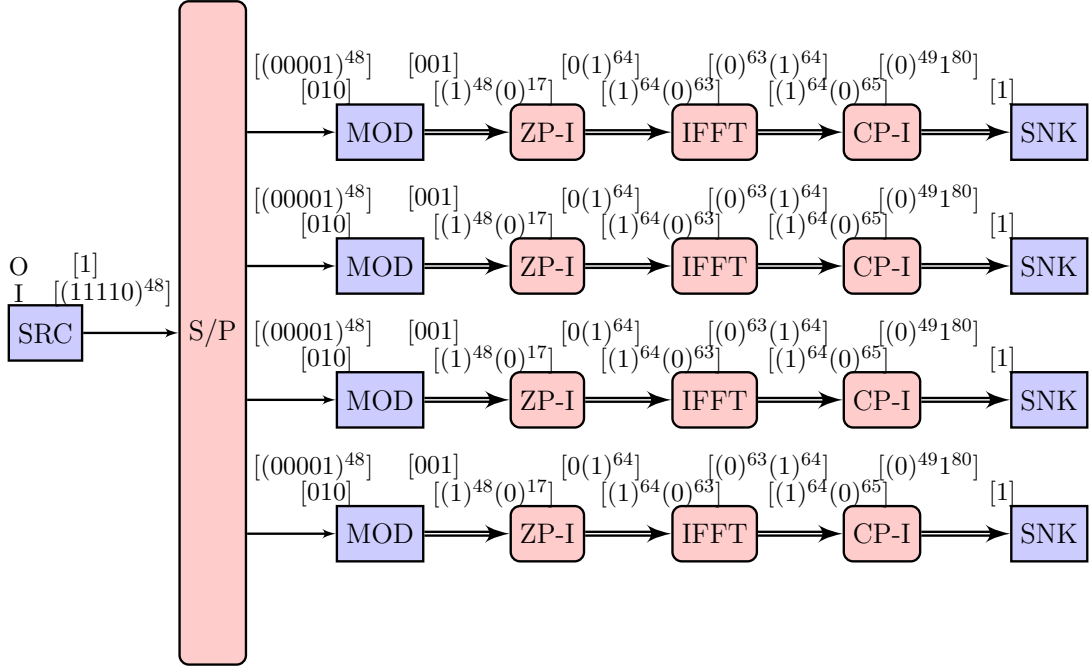 [(00001)^48] [001] [0(1)^64] [(0)^63(1)^64] [(0)^49 1^80]
[010] [(1)^48(0)^17] [(1)^64(0)^63] [(1)^64(0)^65] [1]
MOD ZP-I IFFT CP-I SNK
[(00001)^48] [001] [0(1)^64] [(0)^63(1)^64] [(0)^49 1^80]
[010] [(1)^48(0)^17] [(1)^64(0)^63] [(1)^64(0)^65] [1]
MOD ZP-I IFFT CP-I SNK
O [1]
I [(11110)^48]
SRC S/P
[(00001)^48] [001] [0(1)^64] [(0)^63(1)^64] [(0)^49 1^80]
[010] [(1)^48(0)^17] [(1)^64(0)^63] [(1)^64(0)^65] [1]
MOD ZP-I IFFT CP-I SNK
[(00001)^48] [001] [0(1)^64] [(0)^63(1)^64] [(0)^49 1^80]
[010] [(1)^48(0)^17] [(1)^64(0)^63] [(1)^64(0)^65] [1]
MOD ZP-I IFFT CP-I SNK